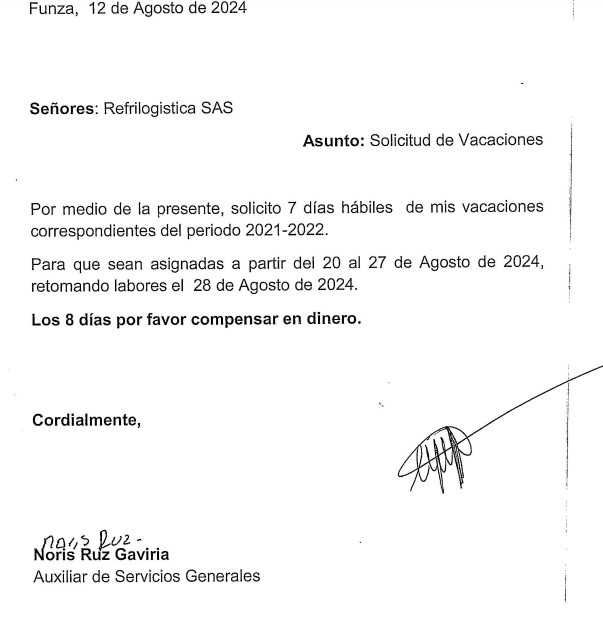 Funza, 12 de Agosto de 2024
Señores: Refrilogistica SAS
Asunto: Solicitud de Vacaciones
Por medio de la presente, solicito 7 días hábiles de mis vacaciones
correspondientes del periodo 2021-2022.
Para que sean asignadas a partir del 20 al 27 de Agosto de 2024,
retomando labores el 28 de Agosto de 2024.
Los 8 días por favor compensar en dinero.
Cordialmente,
Noris Ruz -
Noris Ruz Gaviria
Auxiliar de Servicios Generales